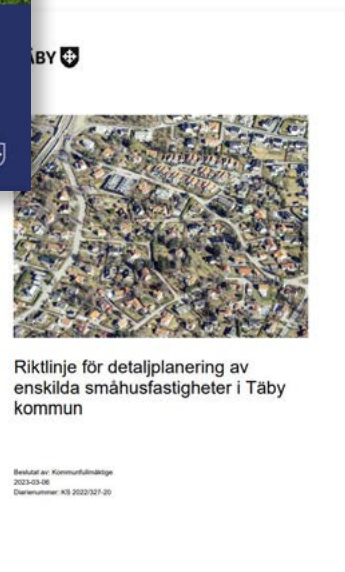 ÄBY
Riktlinje för detaljplanering av
enskilda småhusfastigheter i Täby
kommun
Beslutat av: Kommunfullmäktige
2023-03-06
Diarienummer: KS 2022/327-20